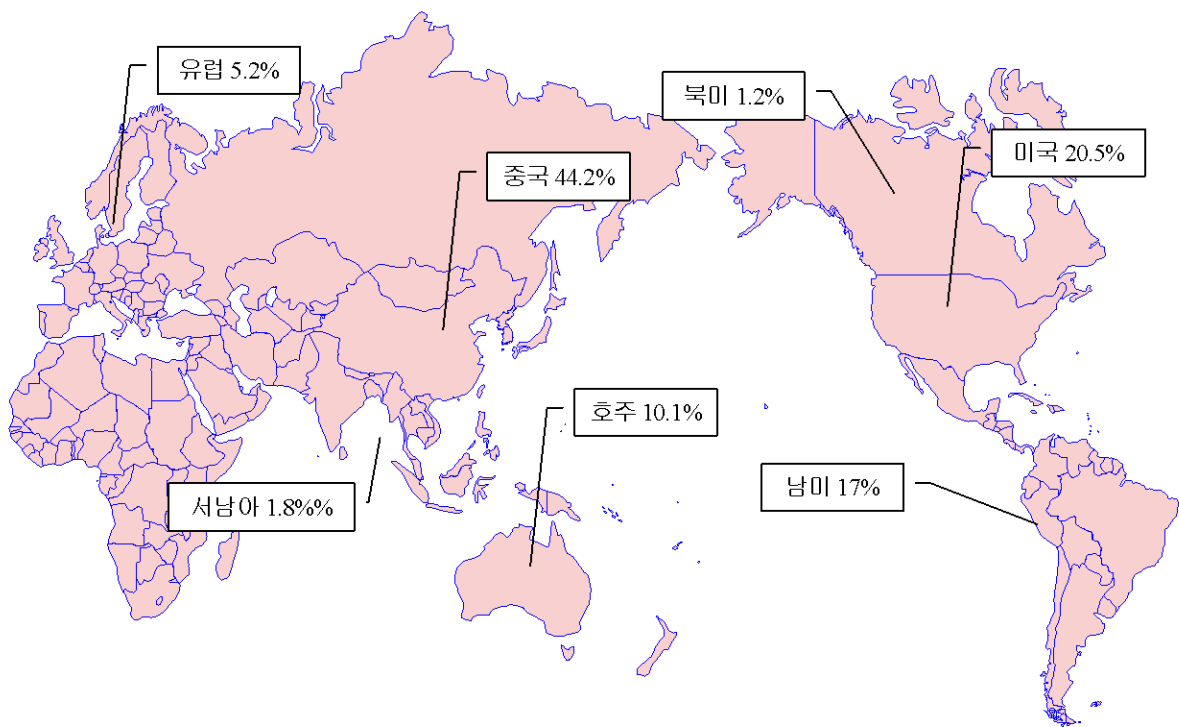 유럽 5.2%
북미 1.2%
미국 20.5%
중국 44.2%
호주 10.1%
남미 17%
서남아 1.8%%